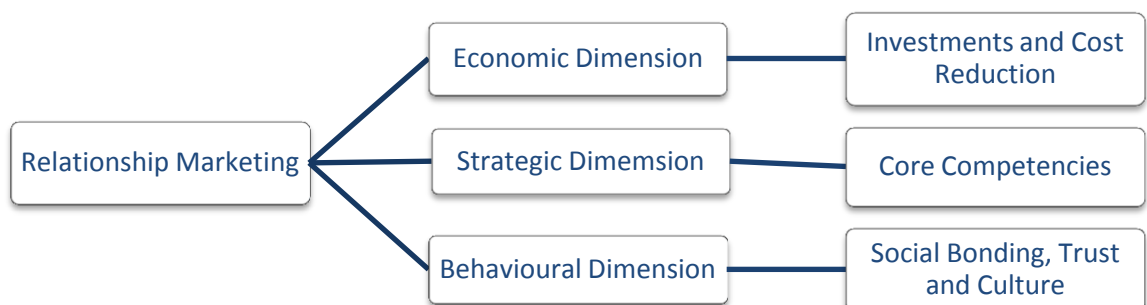 Relationship Marketing
Economic Dimension
Investments and Cost
Reduction
Strategic Dimemsion
Core Competencies
Behavioural Dimension
Social Bonding, Trust
and Culture